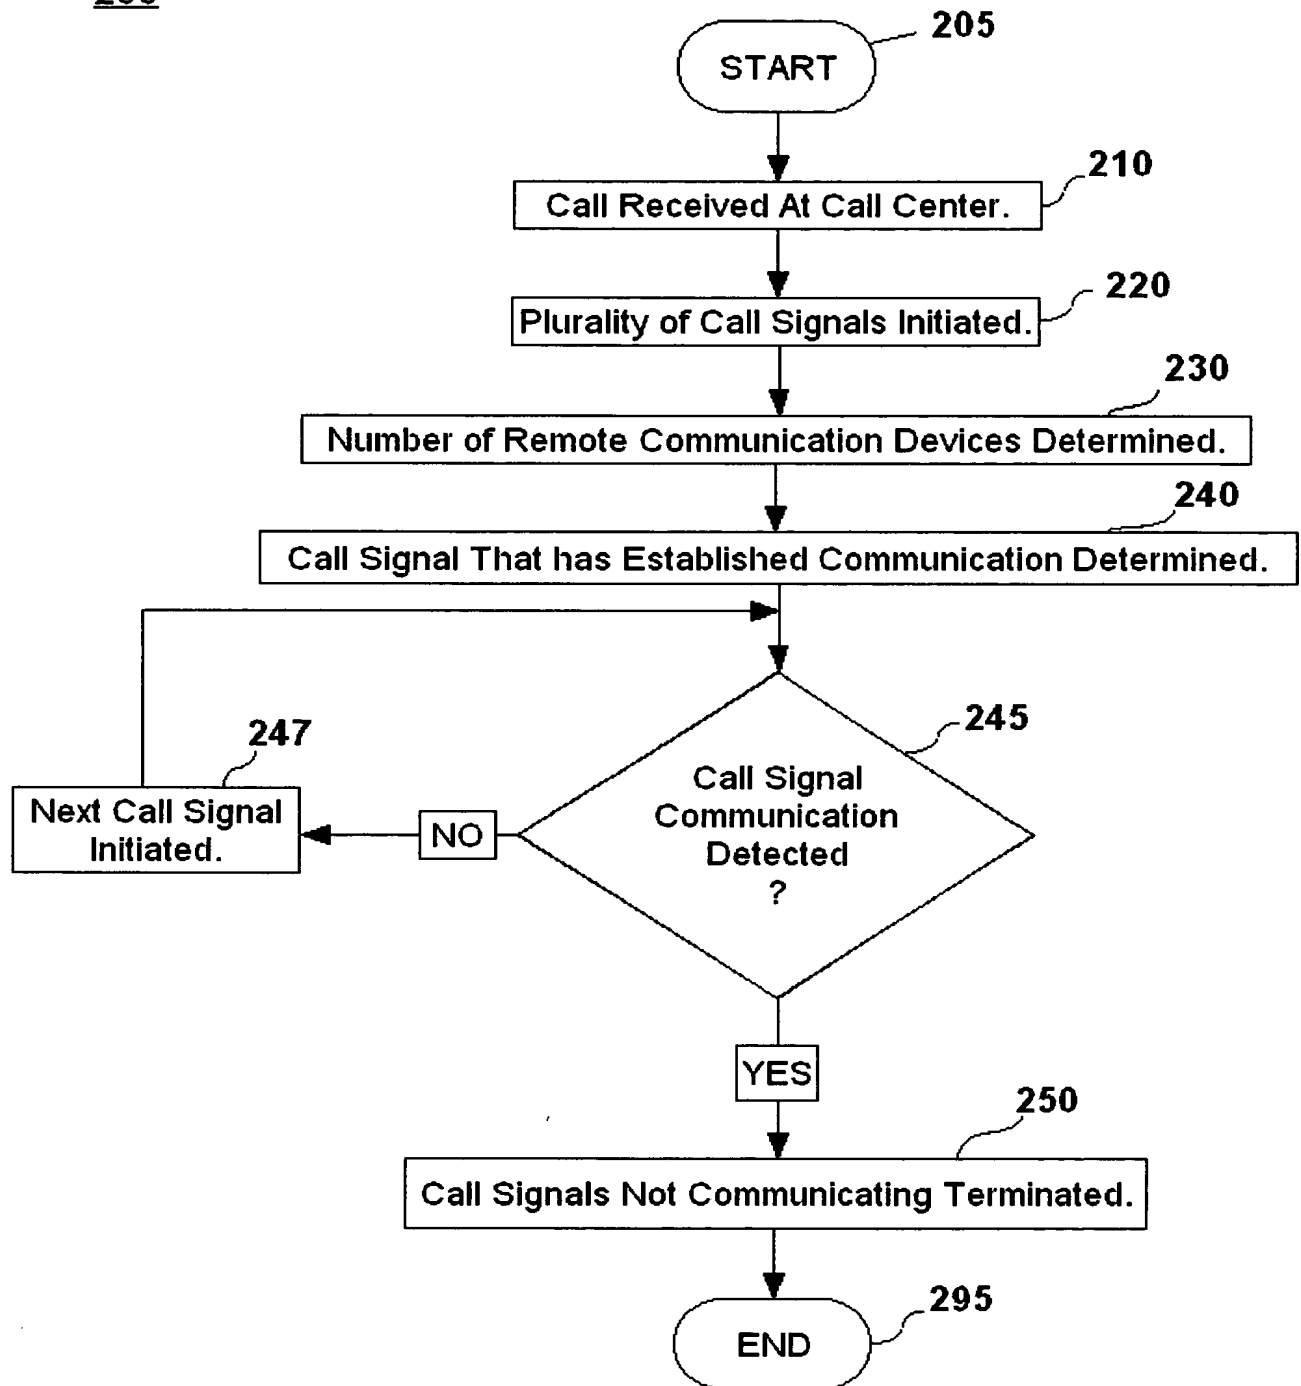 205
START
210
Call Received At Call Center.
220
Plurality of Call Signals Initiated.
230
Number of Remote Communication Devices Determined.
240
Call Signal That has Established Communication Determined.
245
247
Call Signal
Communication
Detected
?
Next Call Signal
Initiated.
NO
YES
250
Call Signals Not Communicating Terminated.
295
END